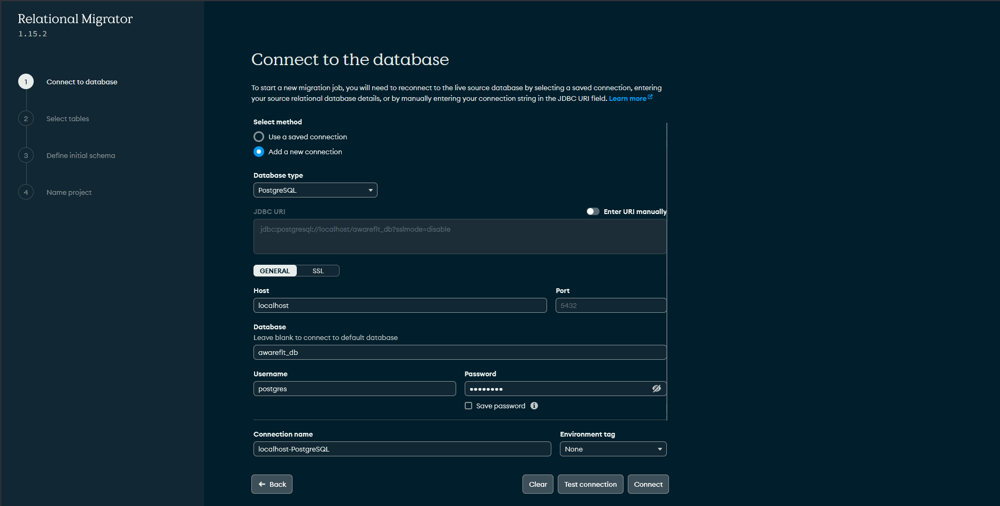 Relational Migrator
1.15.2
1 Connect to database
2 Select tables
3 Define initial schema
4 Name project
Connect to the database
To start a new migration job, you will need to reconnect to the live source database by selecting a saved connection, entering
your source relational database details, or by manually entering your connection string in the JDBC URI field. Learn more
Select method
Use a saved connection
Add a new connection
Database type
PostgreSQL
JDBC URI Enter URI manually
jdbc:postgresql://localhost/awarefit_db?sslmode=disable
GENERAL SSL
Host Port
localhost 5432
Database
Leave blank to connect to default database
awarefit_db
Username Password
postgres ••••••••
Save password
Connection name Environment tag
localhost-PostgreSQL None
Back Clear Test connection Connect